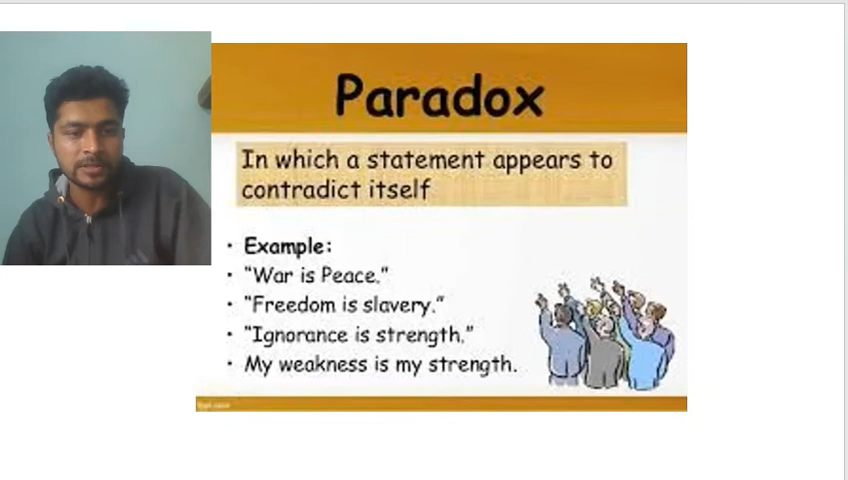 Paradox
In which a statement appears to
contradict itself
• Example:
• "War is Peace."
• "Freedom is slavery."
• "Ignorance is strength."
• My weakness is my strength.